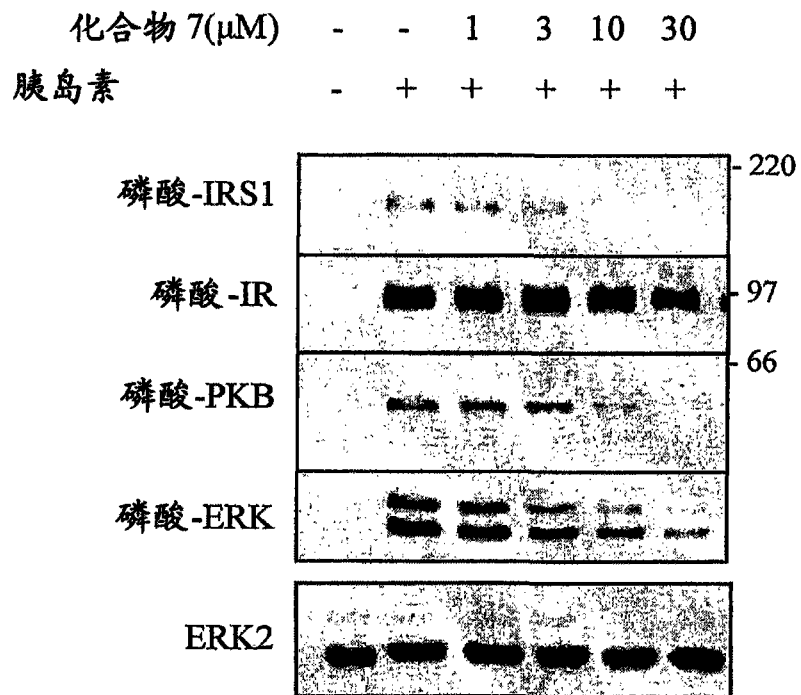 化合物 7(μM) - - 1 3 10 30
胰岛素 - + + + + +
- 220
磷酸-IRS1
磷酸-IR
- 97
- 66
磷酸-PKB
磷酸-ERK
ERK2